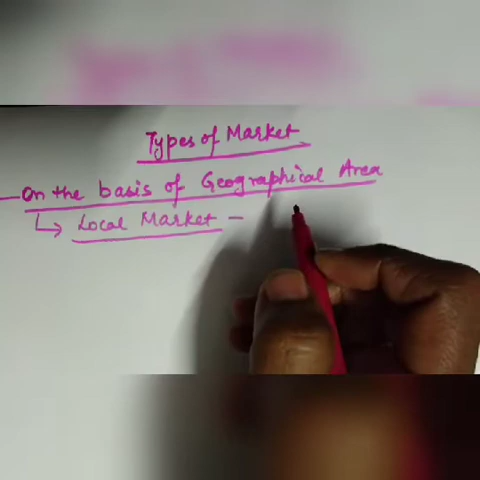 Types of Market
On the basis of Geographical Area
↳ Local Market –